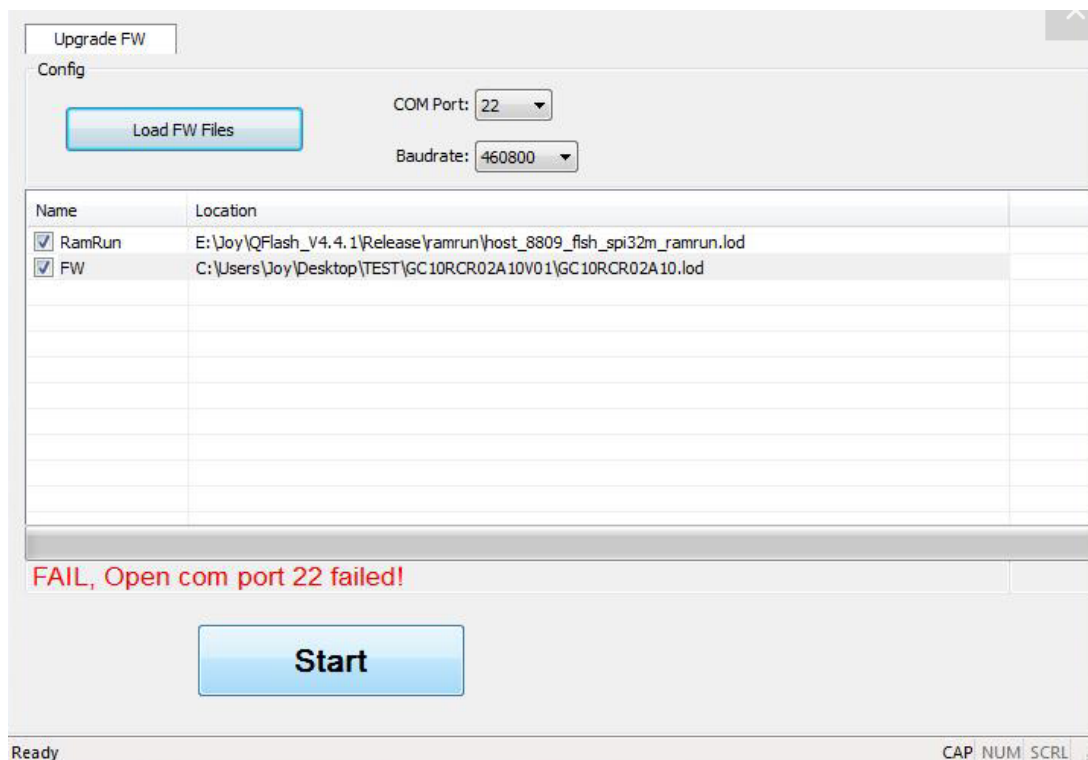 Upgrade FW
Config
Load FW Files
COM Port: 22
Baudrate: 460800
Name Location
RamRun E:\Joy\QFlash_V4.4.1\Release\ramrun\host_8809_flsh_spi32m_ramrun.lod
FW C:\Users\Joy\Desktop\TEST\GC10RCR02A10V01\GC10RCR02A10.lod
FAIL, Open com port 22 failed!
Start
Ready CAP NUM SCRL